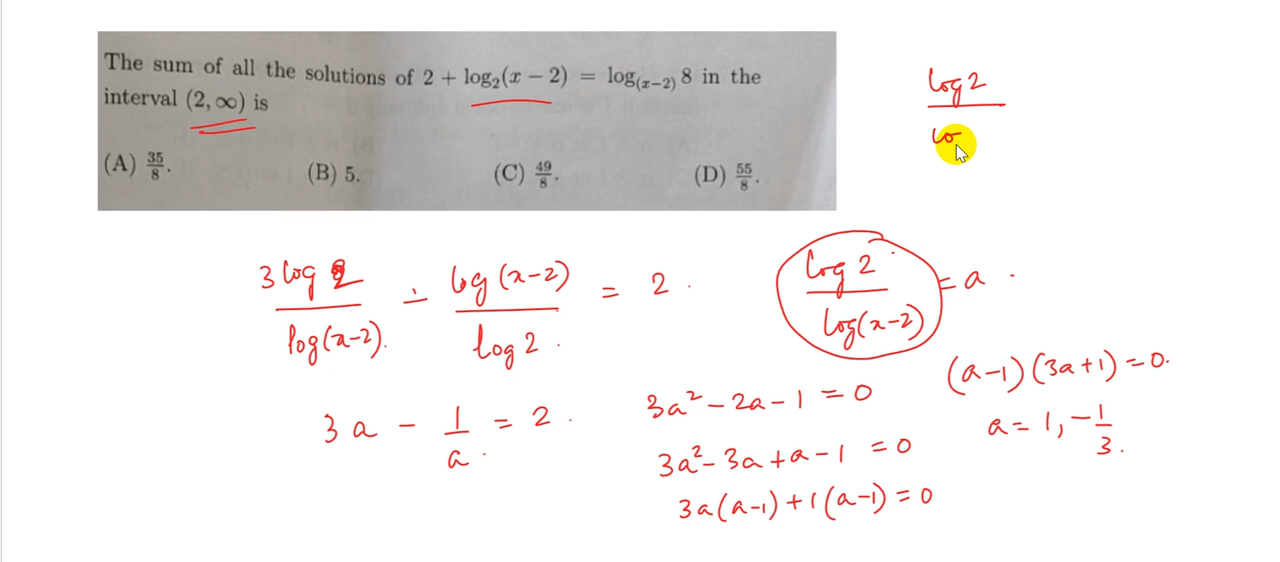 The sum of all the solutions of 2 + log₂(x − 2) = log₍ₓ₋₂₎ 8 in the
interval (2, ∞) is
(A) 35/8. (B) 5. (C) 49/8. (D) 55/8.
log 2
lo
3 log 2 / log(x-2). - log(x-2) / log 2. = 2.
log 2 / log(x-2) = a.
3a - 1/a = 2.
3a² - 2a - 1 = 0
3a² - 3a + a - 1 = 0
3a(a-1) + 1(a-1) = 0
(a-1)(3a+1) = 0.
a = 1, -1/3.